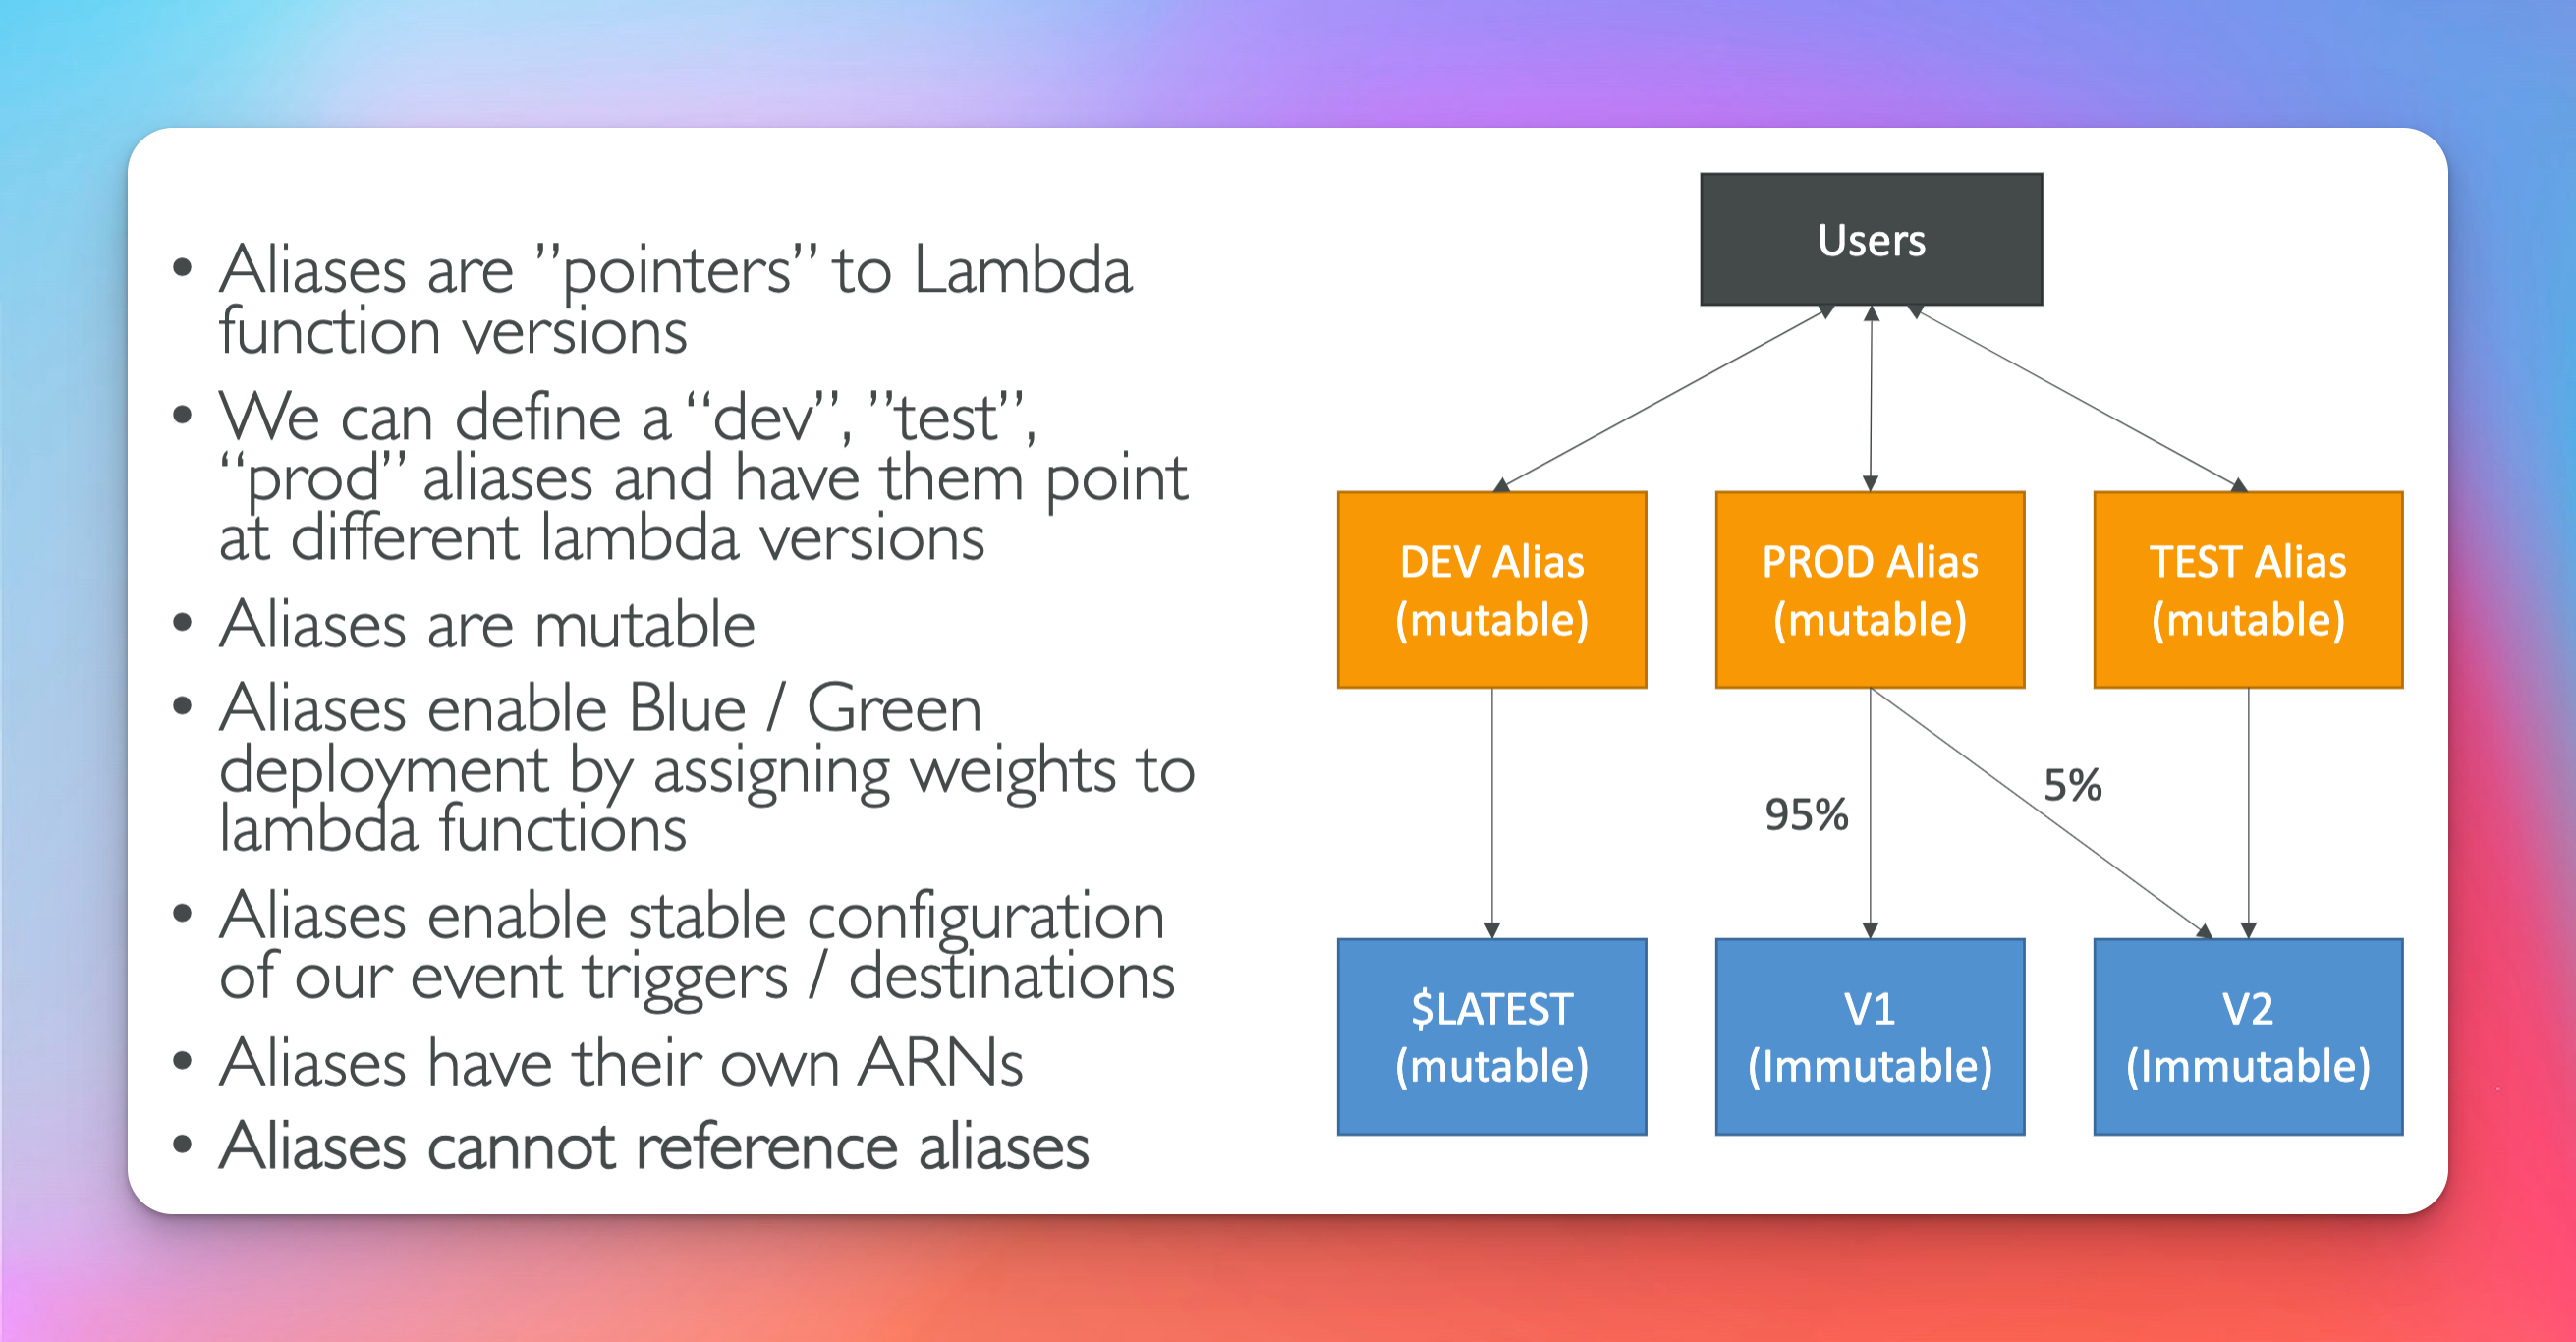 • Aliases are ”pointers” to Lambda
function versions
• We can define a “dev”, ”test”,
“prod” aliases and have them point
at different lambda versions
• Aliases are mutable
• Aliases enable Blue / Green
deployment by assigning weights to
lambda functions
• Aliases enable stable configuration
of our event triggers / destinations
• Aliases have their own ARNs
• Aliases cannot reference aliases
Users
DEV Alias
(mutable)
PROD Alias
(mutable)
TEST Alias
(mutable)
95%
5%
$LATEST
(mutable)
V1
(Immutable)
V2
(Immutable)